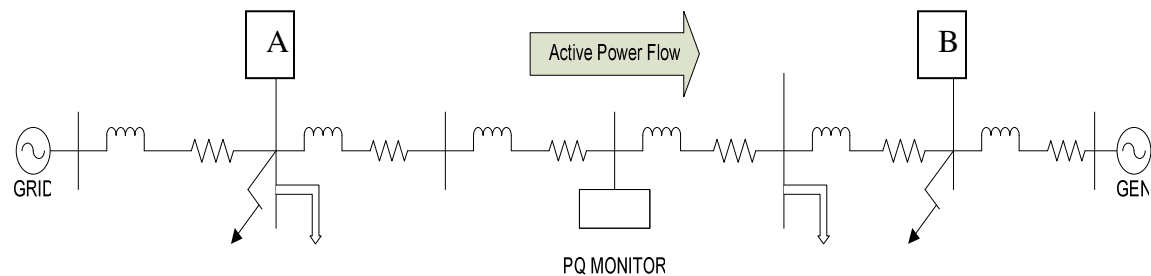 A
Active Power Flow
B
GRID
GEN
PQ MONITOR